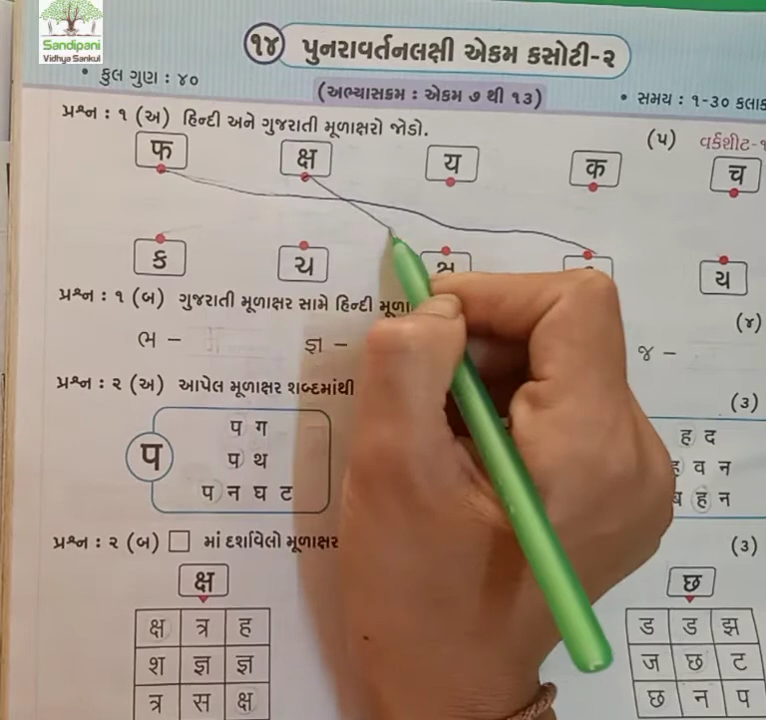 Sandipani
Vidhya Sankul
૧૪ પુનરાવર્તનલક્ષી એકમ કસોટી-૨
• કુલ ગુણ : ૪૦ (અભ્યાસક્રમ : એકમ ૭ થી ૧૩) • સમય : ૧-૩૦ કલાક
પ્રશ્ન : ૧ (અ) હિન્દી અને ગુજરાતી મૂળાક્ષરો જોડો. (૫) વર્કશીટ-૧
फ क्ष य क च
ક ચ ય
પ્રશ્ન : ૧ (બ) ગુજરાતી મૂળાક્ષર સામે હિન્દી (૪)
ભ – જ્ઞ – જ –
પ્રશ્ન : ૨ (અ) આપેલ મૂળાક્ષર શબ્દમાંથી (૩)
प
प ग ह द
प थ ह व न
प न घ ट ब ह न
પ્રશ્ન : ૨ (બ) □ માં દર્શાવેલો મૂળાક્ષર (૩)
क्ष छ
क्ष त्र ह ड ड झ
श ज्ञ ज्ञ ज छ ट
त्र स क्ष छ न प